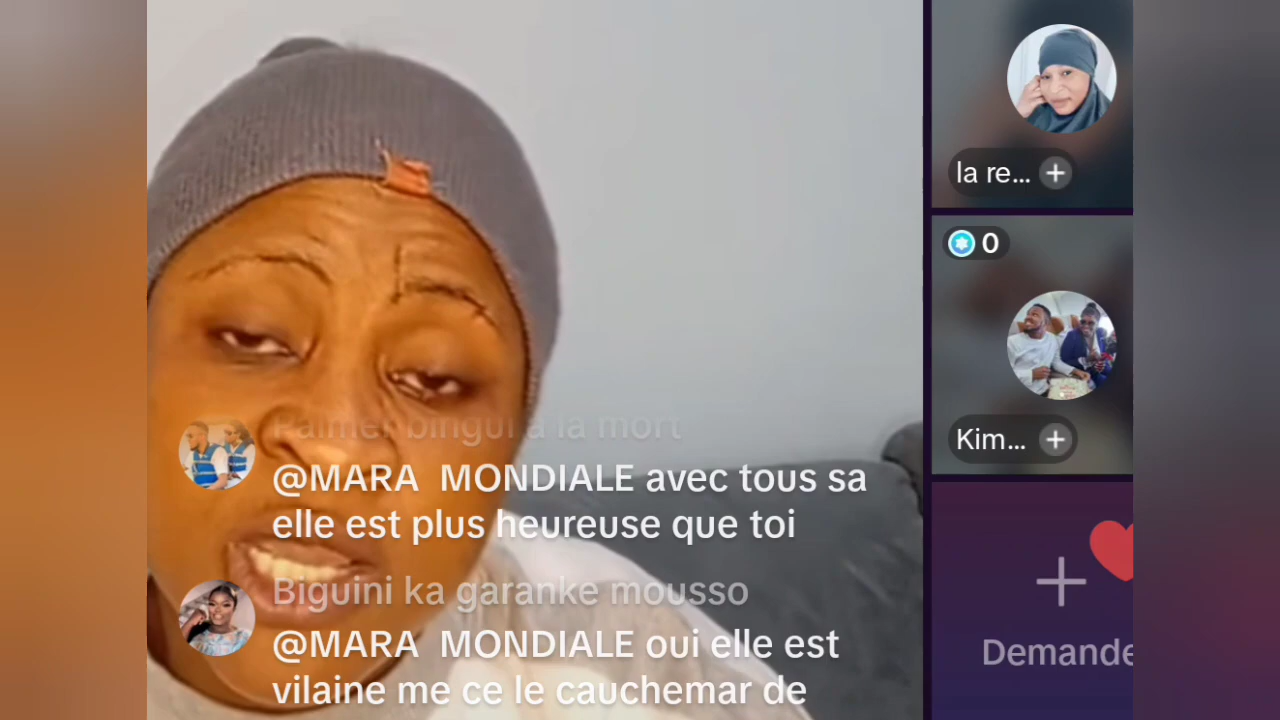 Palmer bingui a la mort
@MARA MONDIALE avec tous sa
elle est plus heureuse que toi
Biguini ka garanke mousso
@MARA MONDIALE oui elle est
vilaine me ce le cauchemar de
la re...
0
Kim...
Demande